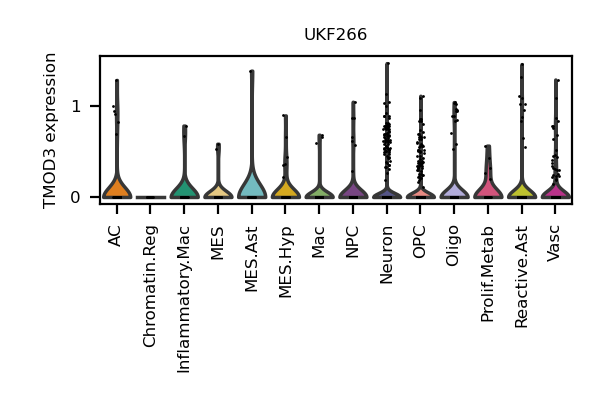 UKF266
TMOD3 expression
1
0
AC
Chromatin.Reg
Inflammatory.Mac
MES
MES.Ast
MES.Hyp
Mac
NPC
Neuron
OPC
Oligo
Prolif.Metab
Reactive.Ast
Vasc